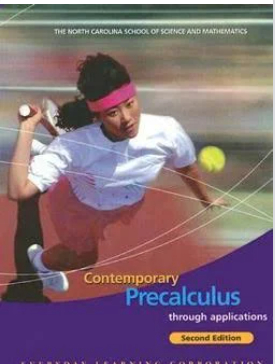 THE NORTH CAROLINA SCHOOL OF SCIENCE AND MATHEMATICS
Contemporary
Precalculus
through applications
Second Edition
EVERYDAY LEARNING CORPORATION